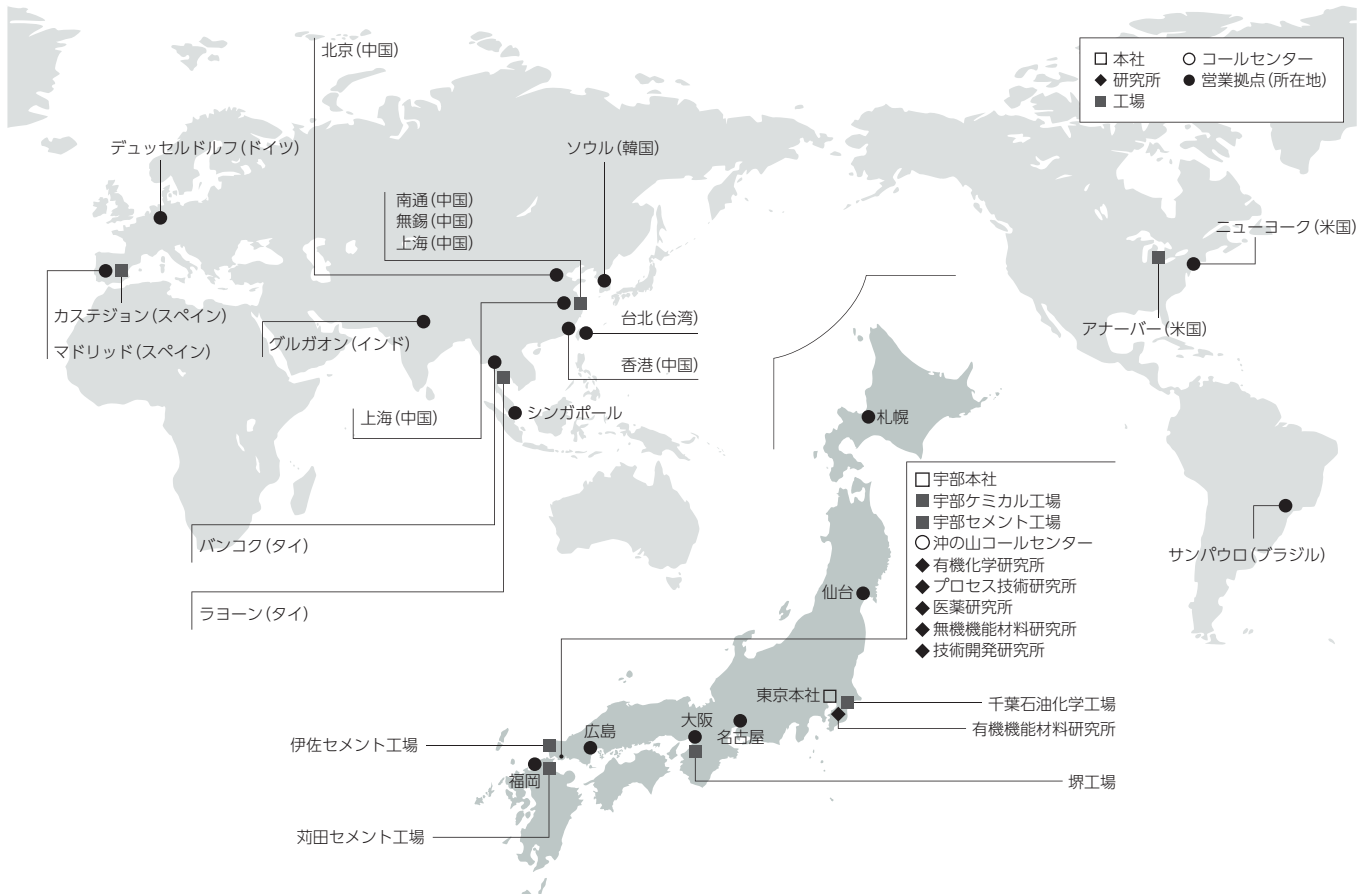 北京（中国）
□ 本社
○ コールセンター
◆ 研究所
● 営業拠点（所在地）
■ 工場
デュッセルドルフ（ドイツ）
ソウル（韓国）
南通（中国）
無錫（中国）
上海（中国）
ニューヨーク（米国）
カステジョン（スペイン）
マドリッド（スペイン）
グルガオン（インド）
台北（台湾）
香港（中国）
アナーバー（米国）
上海（中国）
シンガポール
札幌
□宇部本社
■宇部ケミカル工場
■宇部セメント工場
○沖の山コールセンター
◆有機化学研究所
◆プロセス技術研究所
◆医薬研究所
◆無機機能材料研究所
◆技術開発研究所
バンコク（タイ）
サンパウロ（ブラジル）
ラヨーン（タイ）
仙台
東京本社
千葉石油化学工場
有機機能材料研究所
大阪
名古屋
広島
伊佐セメント工場
福岡
堺工場
苅田セメント工場